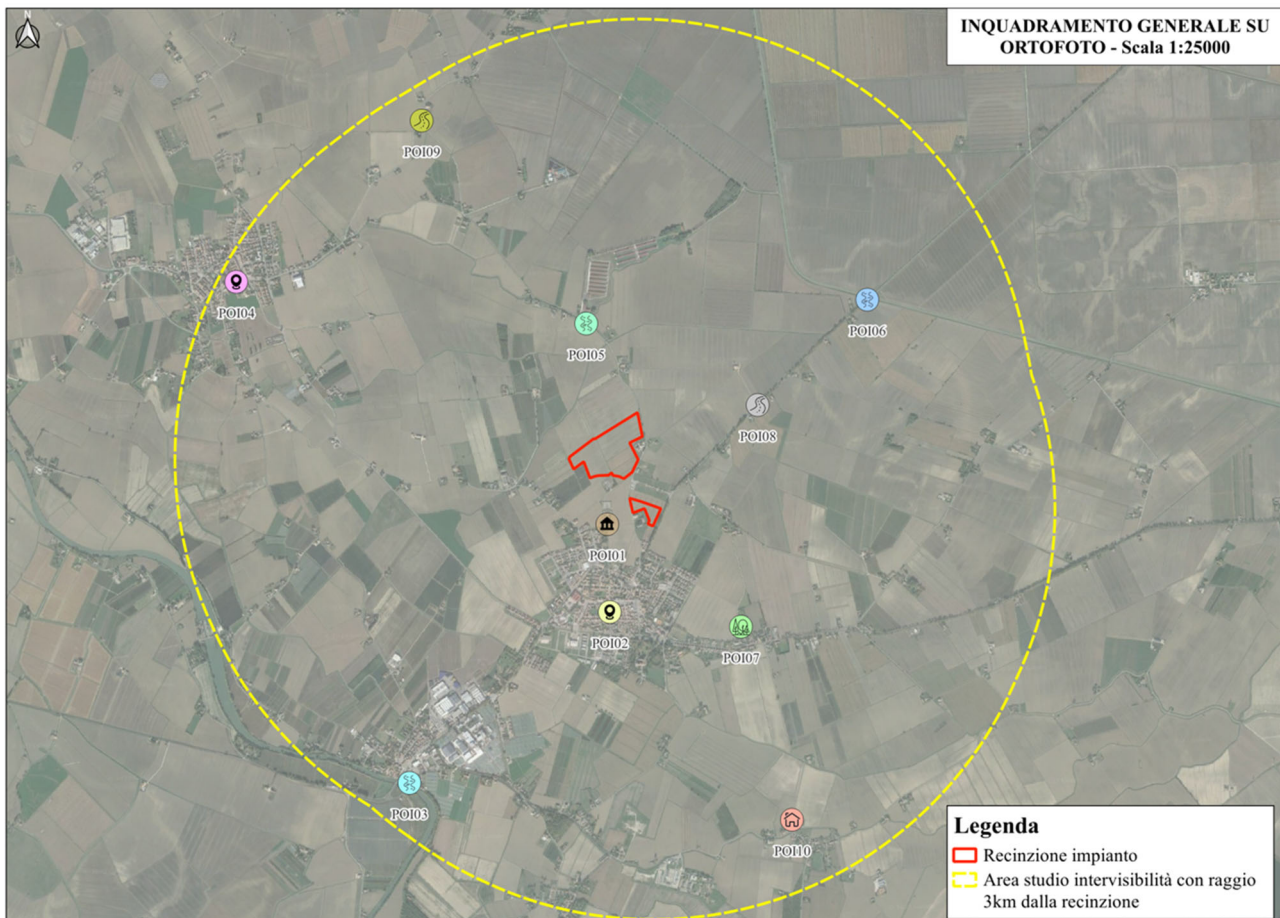 N
INQUADRAMENTO GENERALE SU
ORTOFOTO - Scala 1:25000
POI09
POI04
POI06
POI05
POI08
POI01
POI02
POI07
POI03
POI10
Legenda
Recinzione impianto
Area studio intervisibilità con raggio
3km dalla recinzione